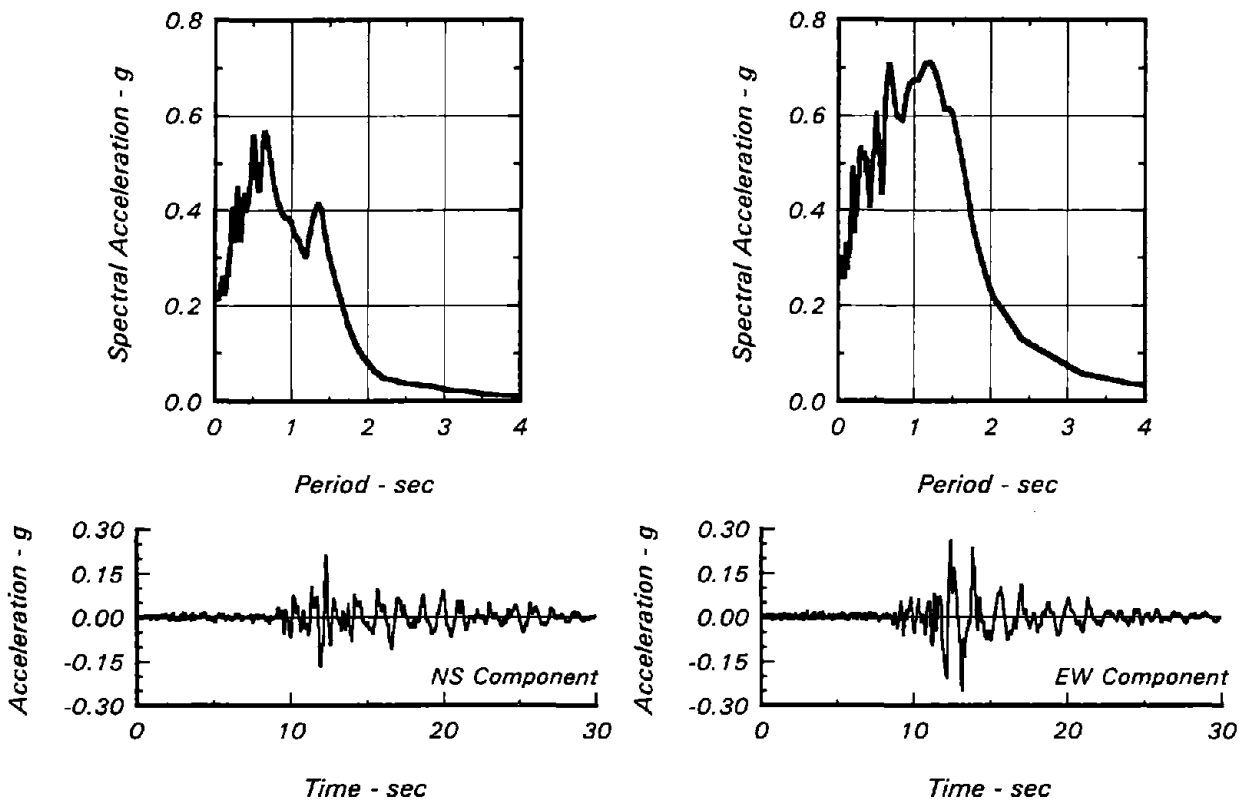 Spectral Acceleration - g
0.8
0.6
0.4
0.2
0.0
0 1 2 3 4
Period - sec
Spectral Acceleration - g
0.8
0.6
0.4
0.2
0.0
0 1 2 3 4
Period - sec
Acceleration - g
0.30
0.15
0.00
-0.15
-0.30
NS Component
0 10 20 30
Time - sec
Acceleration - g
0.30
0.15
0.00
-0.15
-0.30
EW Component
0 10 20 30
Time - sec